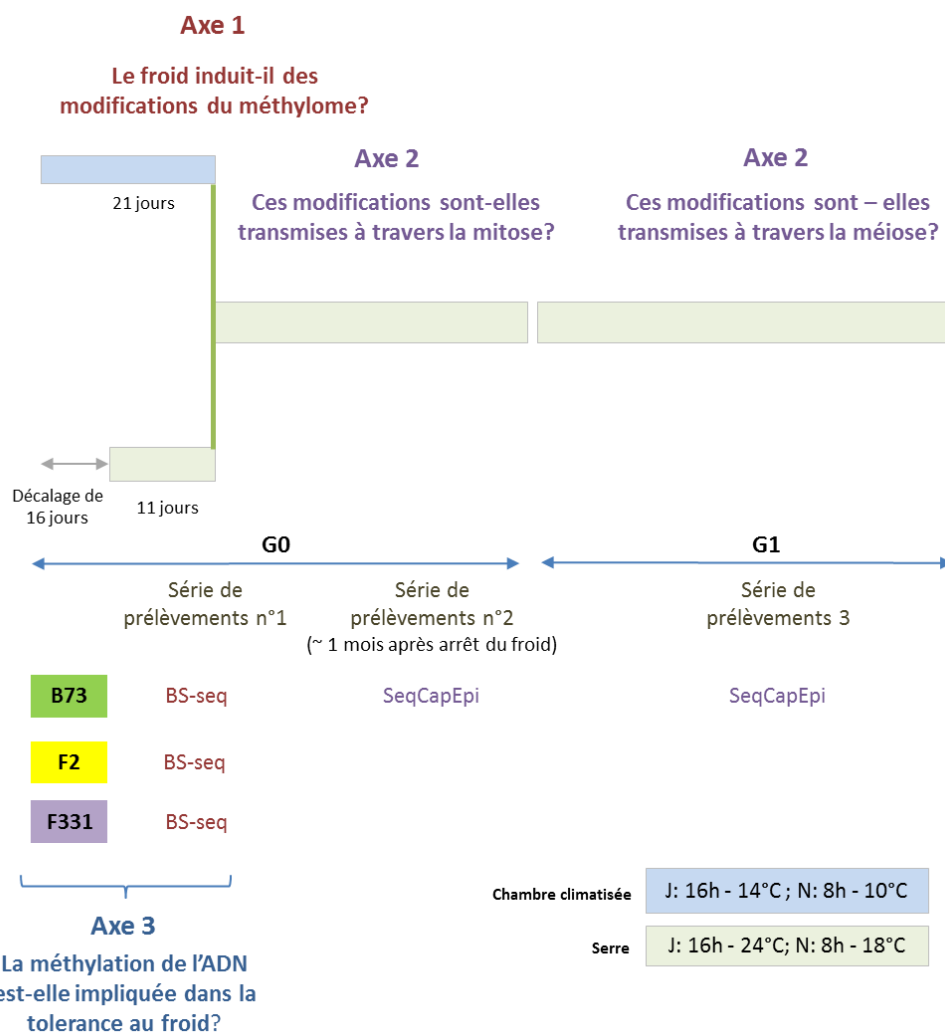 Axe 1
Le froid induit-il des
modifications du méthylome?
Axe 2
Ces modifications sont-elles
transmises à travers la mitose?
Axe 2
Ces modifications sont – elles
transmises à travers la méiose?
21 jours
Décalage de
16 jours
11 jours
G0
G1
Série de
prélèvements n°1
Série de
prélèvements n°2
(~ 1 mois après arrêt du froid)
Série de
prélèvements 3
B73
BS-seq
SeqCapEpi
SeqCapEpi
F2
BS-seq
F331
BS-seq
Axe 3
La méthylation de l'ADN
est-elle impliquée dans la
tolerance au froid?
Chambre climatisée
J: 16h - 14°C ; N: 8h - 10°C
Serre
J: 16h - 24°C; N: 8h - 18°C